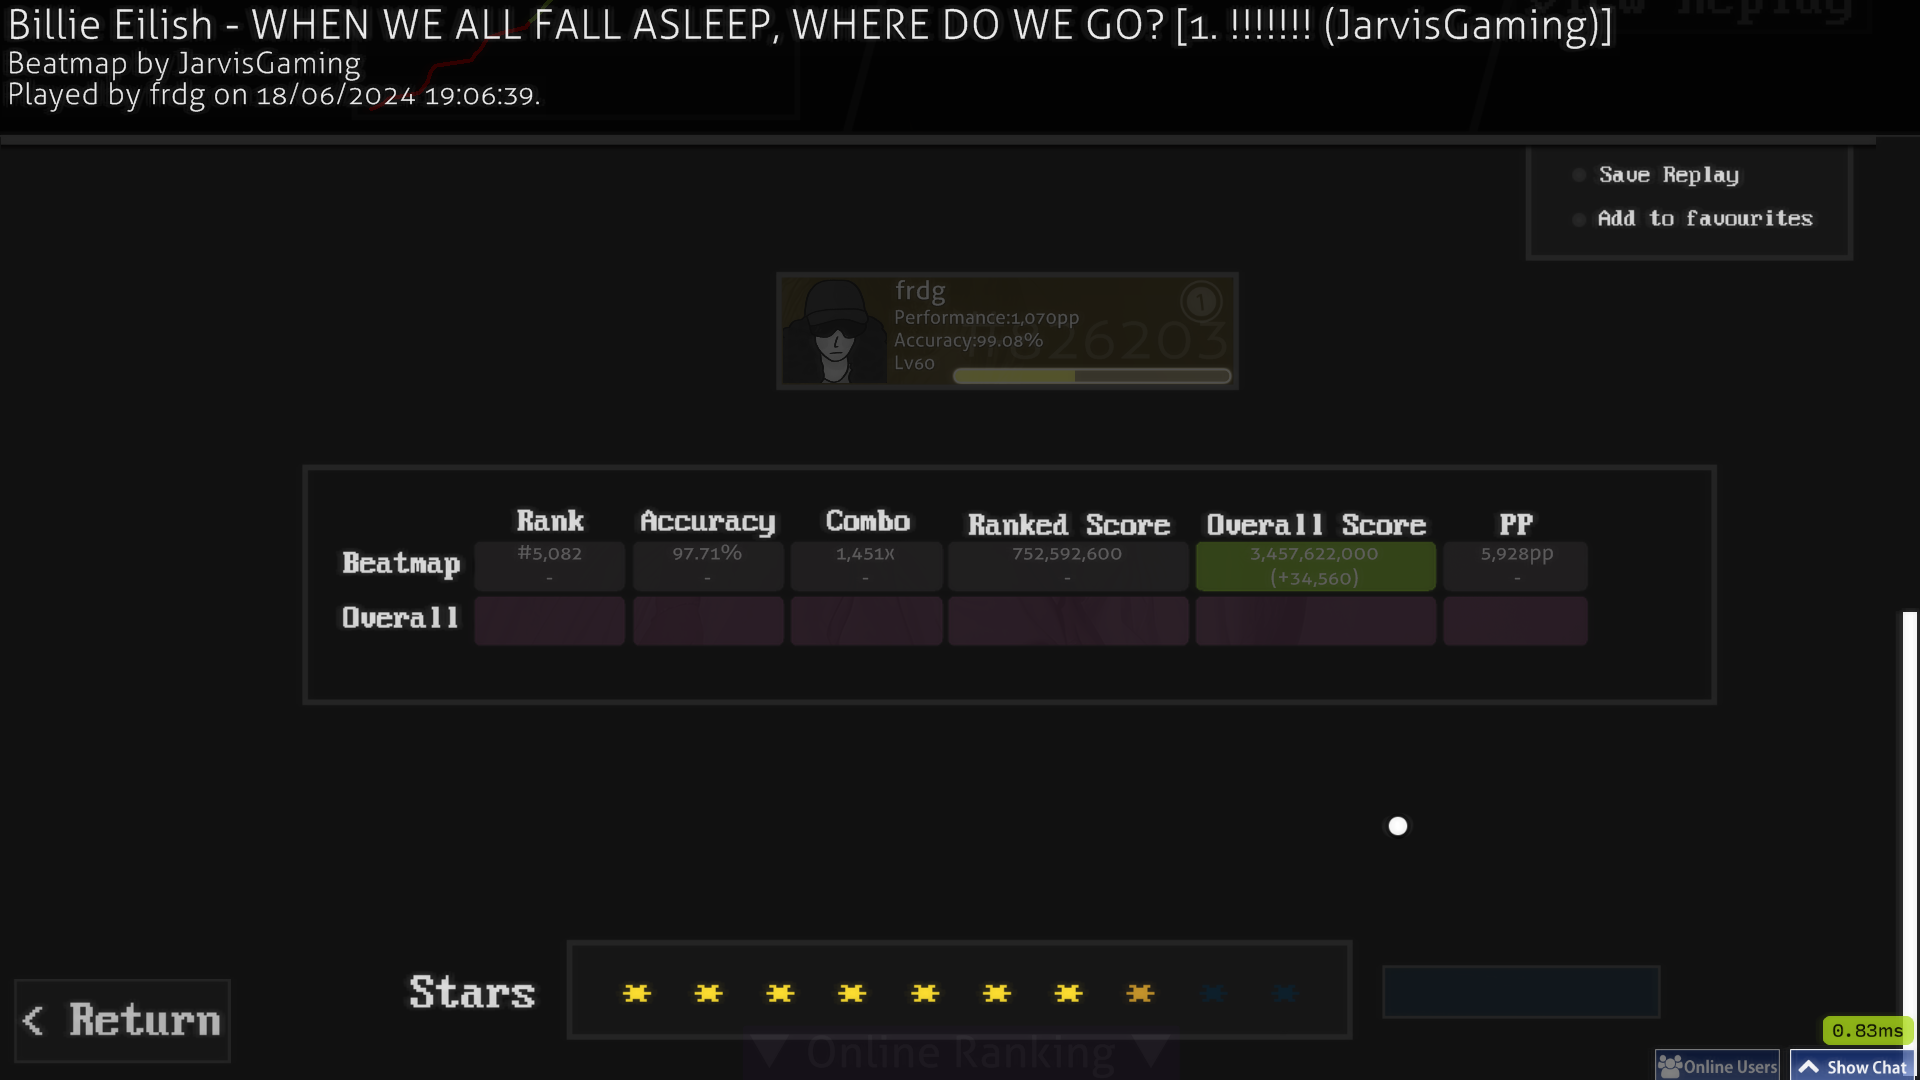 Billie Eilish - WHEN WE ALL FALL ASLEEP, WHERE DO WE GO? [1. !!!!!!! (JarvisGaming)]
Beatmap by JarvisGaming
Played by frdg on 18/06/2024 19:06:39.
View Replay
Save Replay
Add to favourites
frdg
1
Performance:1,070pp
#826203
Accuracy:99.08%
Lv60
Rank Accuracy Combo Ranked Score Overall Score PP
Beatmap #5,082 97.71% 1,451x 752,592,600 3,457,622,000 5,928pp
- - - - (+34,560) -
Overall
Stars
< Return
Online Ranking
0.83ms
Online Users
Show Chat